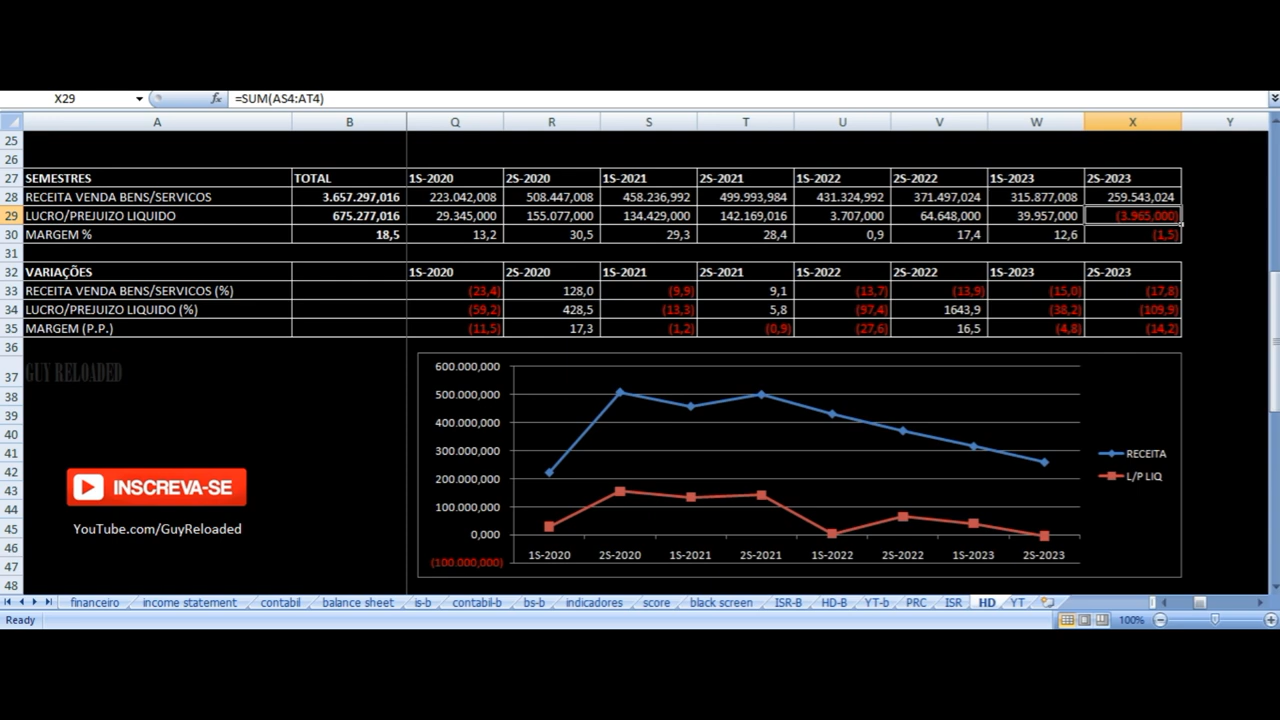 X29 fx =SUM(AS4:AT4)
A B Q R S T U V W X Y
25
26
27 SEMESTRES TOTAL 1S-2020 2S-2020 1S-2021 2S-2021 1S-2022 2S-2022 1S-2023 2S-2023
28 RECEITA VENDA BENS/SERVICOS 3.657.297,016 223.042,008 508.447,008 458.236,992 499.993,984 431.324,992 371.497,024 315.877,008 259.543,024
29 LUCRO/PREJUIZO LIQUIDO 675.277,016 29.345,000 155.077,000 134.429,000 142.169,016 3.707,000 64.648,000 39.957,000 (3.965,000)
30 MARGEM % 18,5 13,2 30,5 29,3 28,4 0,9 17,4 12,6 (1,5)
31
32 VARIAÇÕES 1S-2020 2S-2020 1S-2021 2S-2021 1S-2022 2S-2022 1S-2023 2S-2023
33 RECEITA VENDA BENS/SERVICOS (%) (23,4) 128,0 (9,9) 9,1 (13,7) (13,9) (15,0) (17,8)
34 LUCRO/PREJUIZO LIQUIDO (%) (59,2) 428,5 (13,3) 5,8 (97,4) 1643,9 (38,2) (109,9)
35 MARGEM (P.P.) (11,5) 17,3 (1,2) (0,9) (27,6) 16,5 (4,8) (14,2)
36
600.000,000
37 GUY RELOADED
38 500.000,000
39
400.000,000
40
41 300.000,000 RECEITA
42 200.000,000 L/P LIQ
43 INSCREVA-SE
44 100.000,000
45 YouTube.com/GuyReloaded 0,000
46 1S-2020 2S-2020 1S-2021 2S-2021 1S-2022 2S-2022 1S-2023 2S-2023
47 (100.000,000)
48
financeiro income statement contabil balance sheet is-b contabil-b bs-b indicadores score black screen ISR-B HD-B YT-b PRC ISR HD YT
Ready 100%